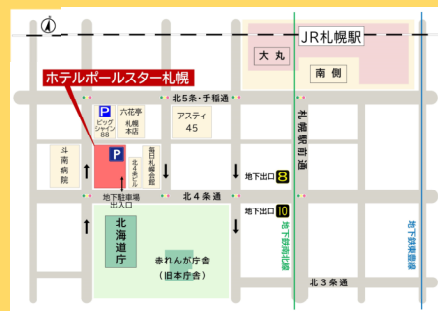 JR札幌駅
大丸
南側
ホテルポールスター札幌
北5条・手稲通
P
ビッグ
シャイン
88
六花亭
札幌
本店
アスティ
45
札幌駅前通
斗南病院
P
北4条ビル
毎日札幌会館
地下出口 8
地下駐車場
出入口
北4条通
地下出口 10
北海道庁
赤れんが庁舎
（旧本庁舎）
地下鉄南北線
地下鉄東豊線
北3条通